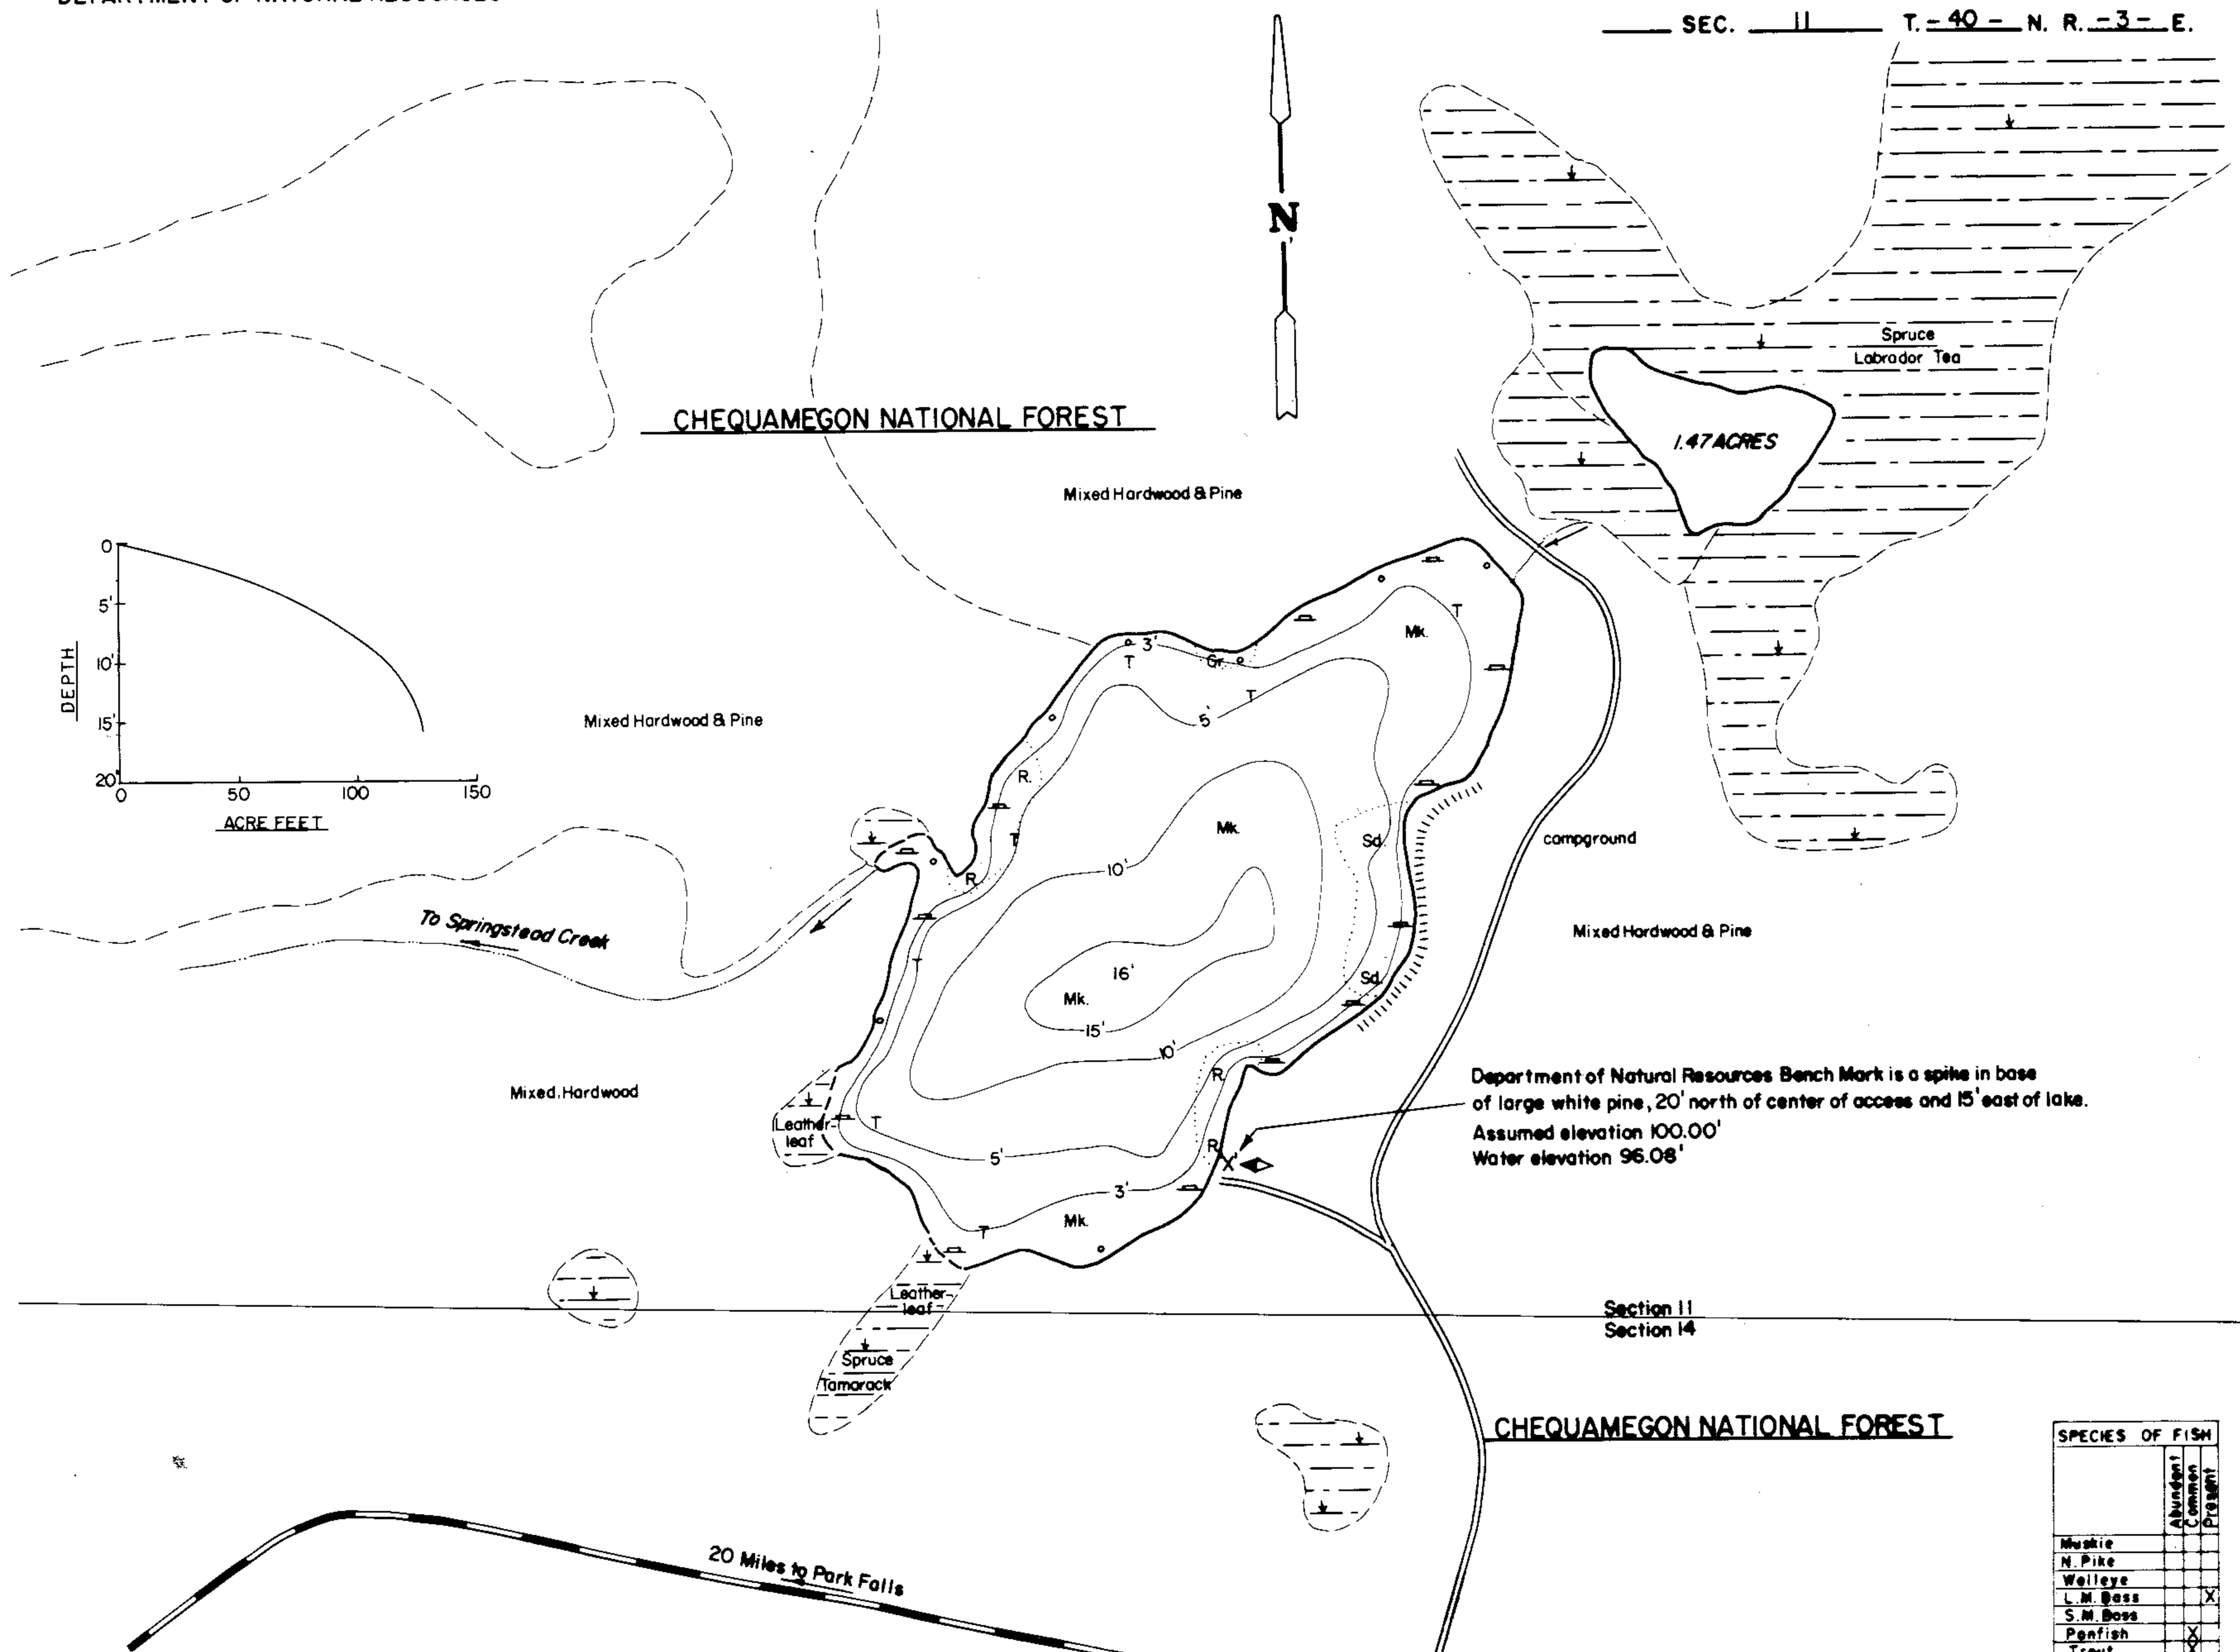 SEC. 11 T. - 40 - N. R. - 3 - E.
N
Spruce
Labrador Tea
CHEQUAMEGON NATIONAL FOREST
1.47 ACRES
Mixed Hardwood & Pine
0
5'
10'
15'
20'
DEPTH
0 50 100 150
ACRE FEET
Mixed Hardwood & Pine
T
Mk.
3'
T
Gr.
T
5'
R.
T
Mk.
Sd.
campground
10'
R.
To Springstead Creek
Mixed Hardwood & Pine
T
16'
Sd.
Mk.
15'
10'
R.
Mixed Hardwood
Department of Natural Resources Bench Mark is a spike in base
of large white pine, 20' north of center of access and 15' east of lake.
Assumed elevation 100.00'
Water elevation 96.08'
Leather-
leaf
T
5'
R.
X
3'
Mk.
T
Leather-
leaf
Section 11
Section 14
Spruce
Tamarack
CHEQUAMEGON NATIONAL FOREST
20 Miles to Park Falls
SPECIES OF FISH
Abundant
Common
Present
Muskie
N. Pike
Walleye
L.M. Bass X
S.M. Bass
Panfish X
Trout X